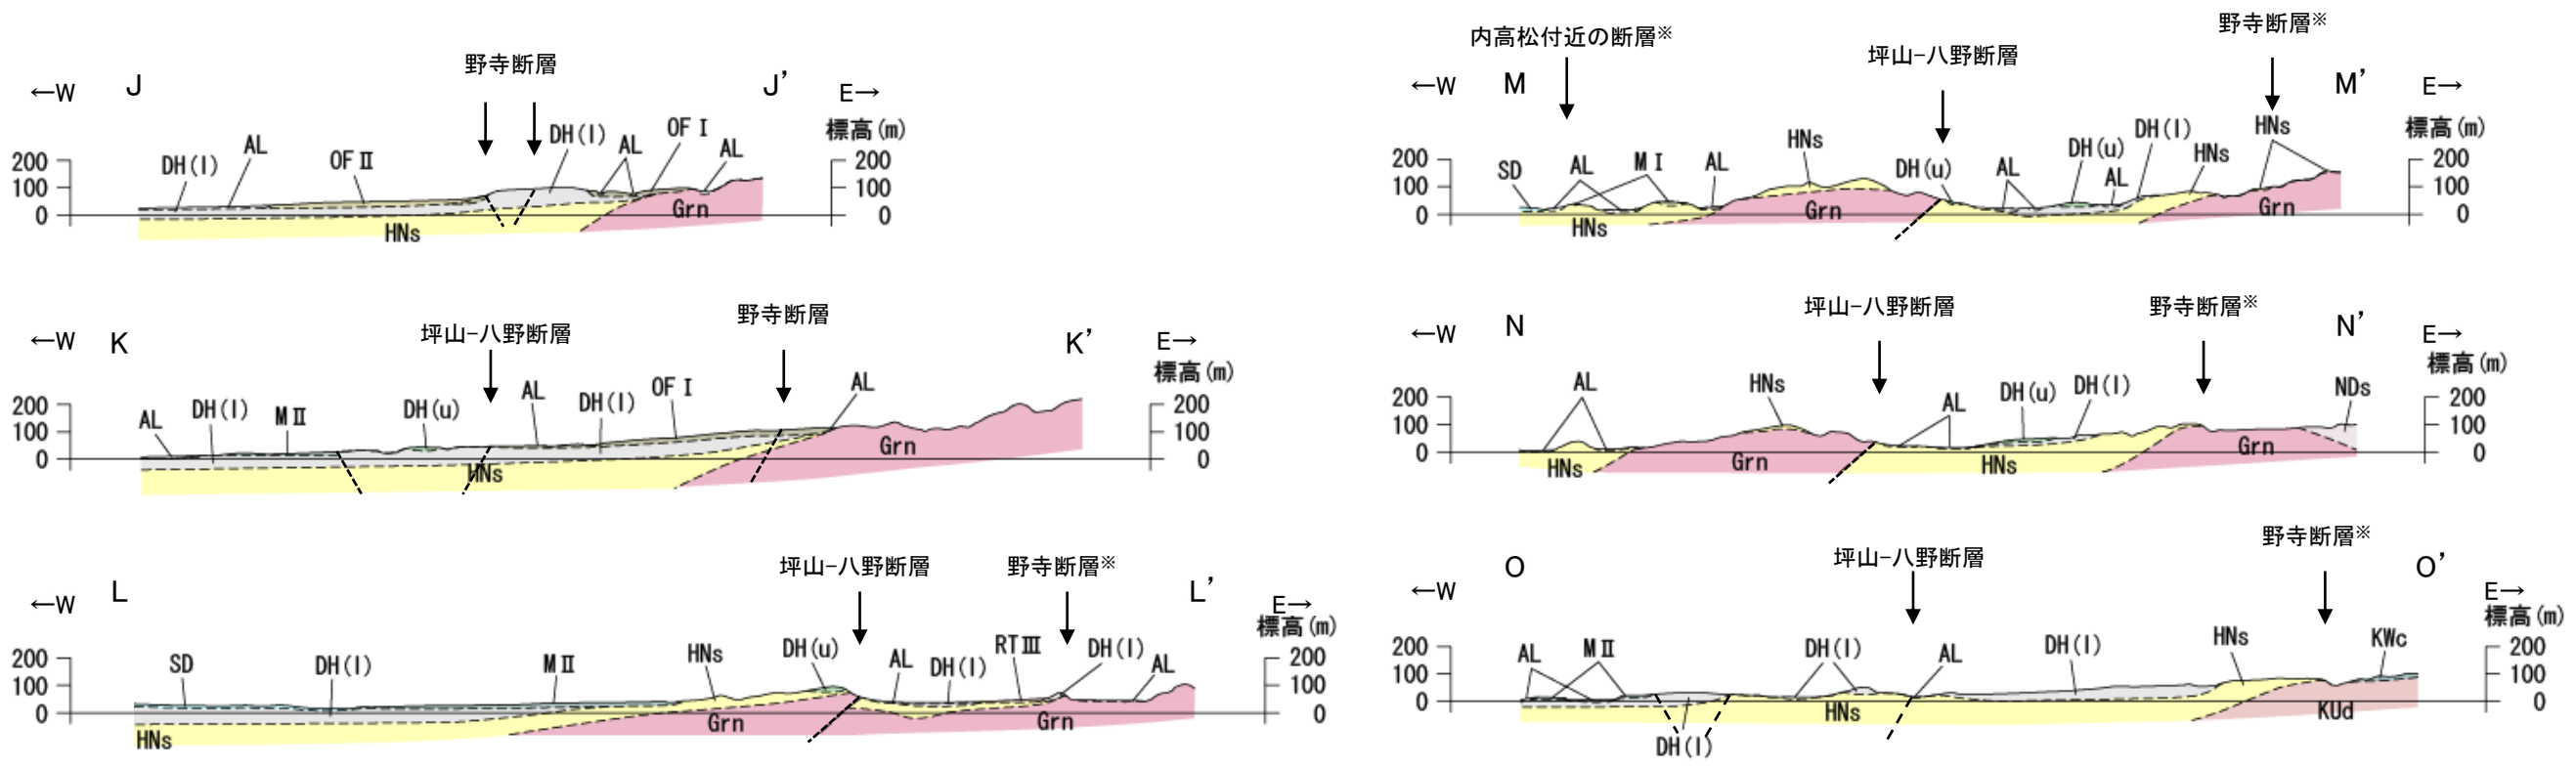 野寺断層
←W J J’ E→
標高(m)
DH(l) AL OFⅡ DH(l) AL OFⅠ AL
200 200
100 100
0 0
Grn
HNs
野寺断層
坪山−八野断層
←W K K’ E→
標高(m)
AL DH(l) MⅡ DH(u) AL DH(l) OFⅠ AL
200 200
100 100
0 0
Grn
HNs
坪山−八野断層 野寺断層※
←W L L’ E→
標高(m)
SD DH(l) MⅡ HNs DH(u) AL DH(l) RTⅢ DH(l) AL
200 200
100 100
0 0
Grn Grn
HNs
野寺断層※
内高松付近の断層※
坪山−八野断層
←W M M’ E→
標高(m)
SD AL MⅠ AL HNs DH(u) AL DH(u) AL DH(l) HNs HNs
200 200
100 100
0 0
Grn Grn
HNs
坪山−八野断層 野寺断層※
←W N N’ E→
標高(m)
AL HNs AL DH(u) DH(l) NDs
200 200
100 100
0 0
HNs Grn HNs Grn
野寺断層※
坪山−八野断層
←W O O’ E→
標高(m)
AL MⅡ DH(l) AL DH(l) HNs KWc
200 200
100 100
0 0
HNs KUd
DH(l)